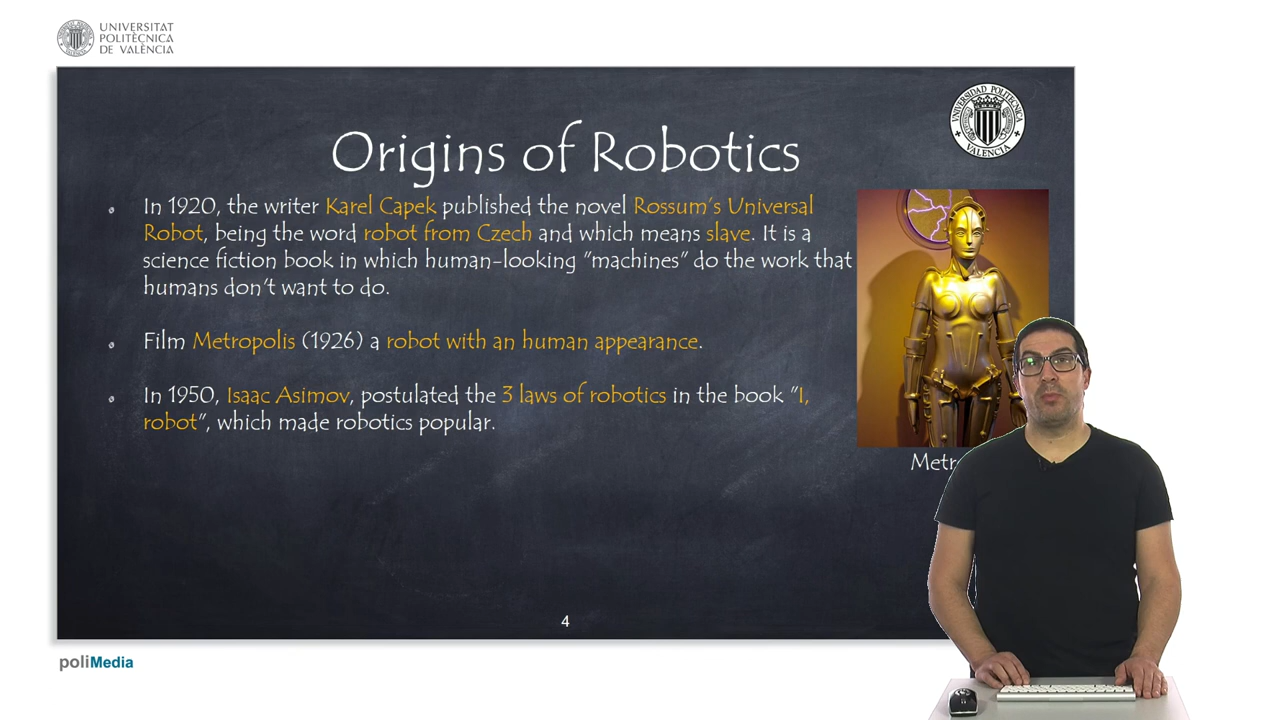 UNIVERSITAT
POLITÈCNICA
DE VALÈNCIA
UNIVERSIDAD POLITECNICA
VALENCIA
Origins of Robotics
In 1920, the writer Karel Capek published the novel Rossum's Universal
Robot, being the word robot from Czech and which means slave. It is a
science fiction book in which human-looking "machines" do the work that
humans don't want to do.
Film Metropolis (1926) a robot with an human appearance.
In 1950, Isaac Asimov, postulated the 3 laws of robotics in the book "I,
robot", which made robotics popular.
Metr
4
poliMedia